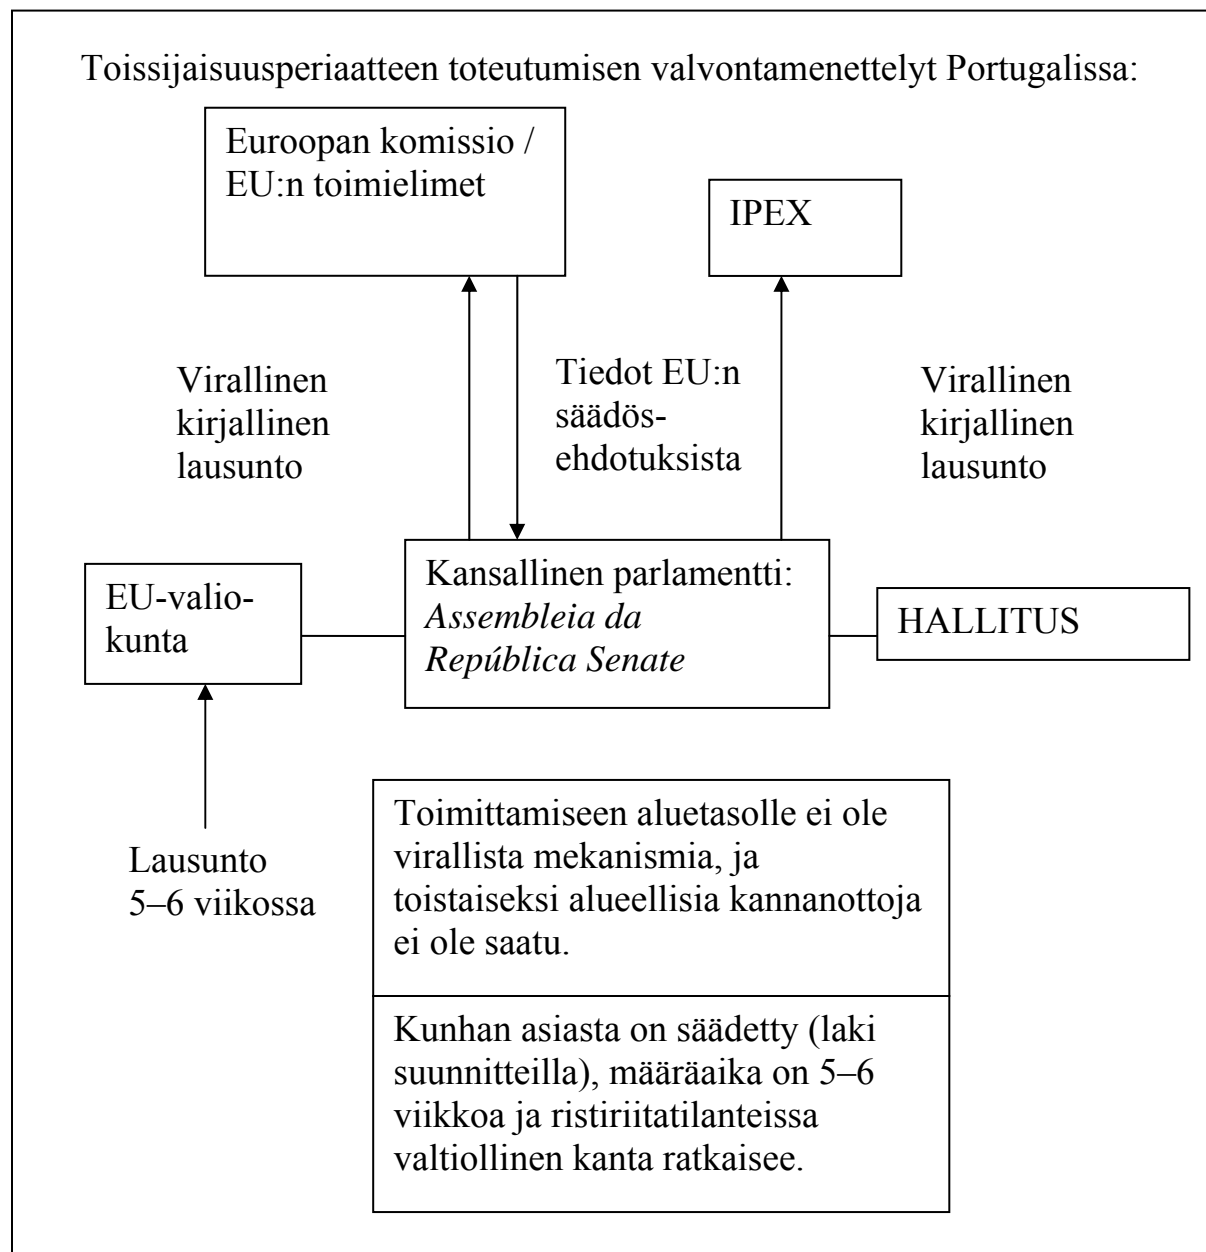 Toissijaisuusperiaatteen toteutumisen valvontamenettelyt Portugalissa:
Euroopan komissio /
EU:n toimielimet
IPEX
Virallinen
kirjallinen
lausunto
Tiedot EU:n
säädös-
ehdotuksista
Virallinen
kirjallinen
lausunto
EU-valio-
kunta
Kansallinen parlamentti:
Assembleia da
República Senate
HALLITUS
Lausunto
5–6 viikossa
Toimittamiseen aluetasolle ei ole
virallista mekanismia, ja
toistaiseksi alueellisia kannanottoja
ei ole saatu.
Kunhan asiasta on säädetty (laki
suunnitteilla), määräaika on 5–6
viikkoa ja ristiriitatilanteissa
valtiollinen kanta ratkaisee.